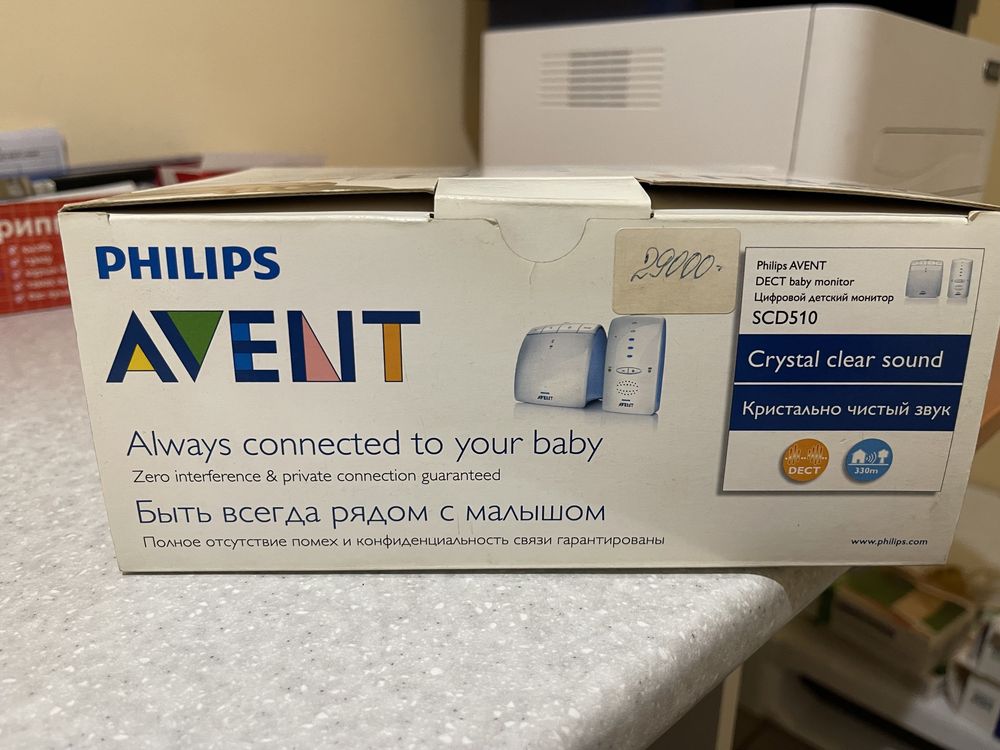 PHILIPS
AVENT
Always connected to your baby
Zero interference & private connection guaranteed
Быть всегда рядом с малышом
Полное отсутствие помех и конфиденциальность связи гарантированы
29000-
AVENT
AVENT
Philips AVENT
DECT baby monitor
Цифровой детский монитор
SCD510
Crystal clear sound
Кристально чистый звук
DECT
330m
www.philips.com